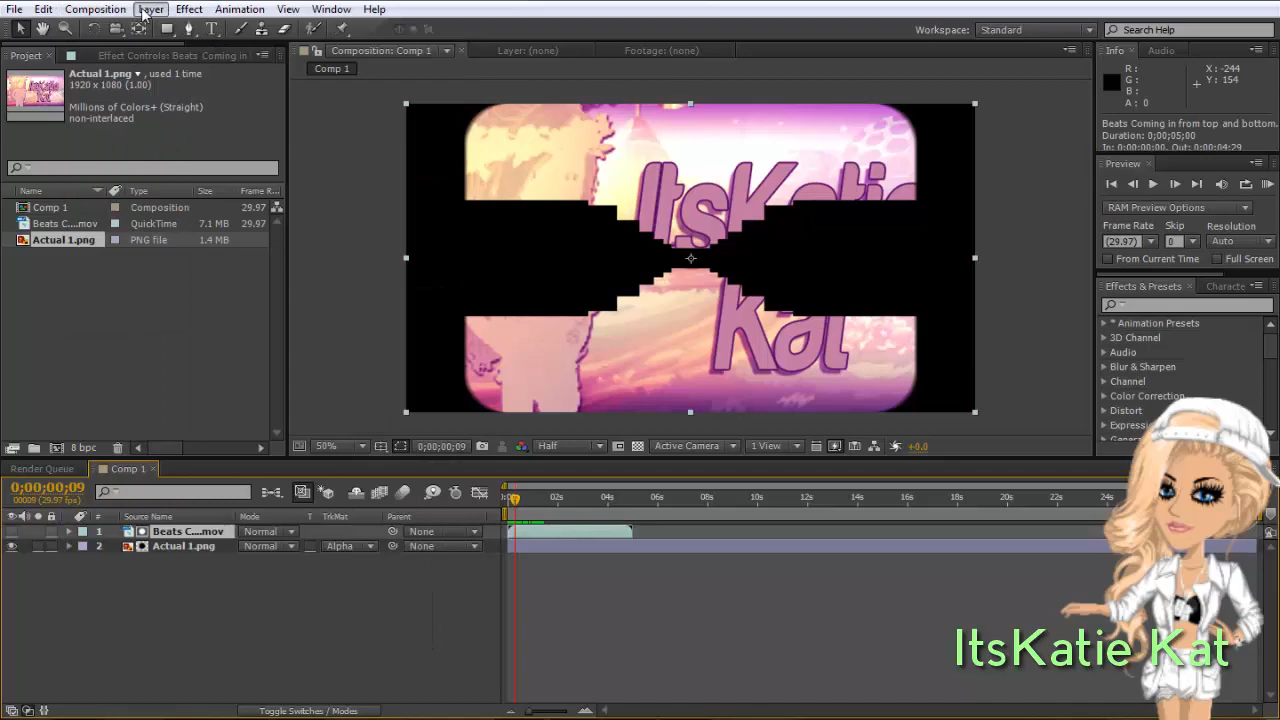 File Edit Composition Layer Effect Animation View Window Help
Workspace: Standard Search Help
Project Effect Controls: Beats Coming in
Composition: Comp 1 Layer: (none) Footage: (none)
Info Audio
Comp 1
Actual 1.png ▾, used 1 time
1920 x 1080 (1.00)
Millions of Colors+ (Straight)
non-interlaced
R:
G:
B:
A: 0
X: -244
Y: 154
Beats Coming in from top and bottom.
Duration: 0;00;05;00
In: 0;00;00;00, Out: 0;00;04;29
Preview
RAM Preview Options
Frame Rate Skip Resolution
(29.97) 0 Auto
From Current Time Full Screen
Effects & Presets Characte
* Animation Presets
3D Channel
Audio
Blur & Sharpen
Channel
Color Correction
Distort
Name Type Size Frame R...
Comp 1 Composition 29.97
Beats C....mov QuickTime 7.1 MB 29.97
Actual 1.png PNG file 1.4 MB
ItsKatie
Kat
8 bpc
50% 0;00;00;09 Half Active Camera 1 View +0.0
Render Queue Comp 1
0;00;00;09
00009 (29.97 fps)
02s 04s 06s 08s 10s 12s 14s 16s 18s 20s 22s 24s
# Source Name Mode T TrkMat Parent
1 Beats C....mov Normal None
2 Actual 1.png Normal Alpha None
ItsKatie Kat
Toggle Switches / Modes